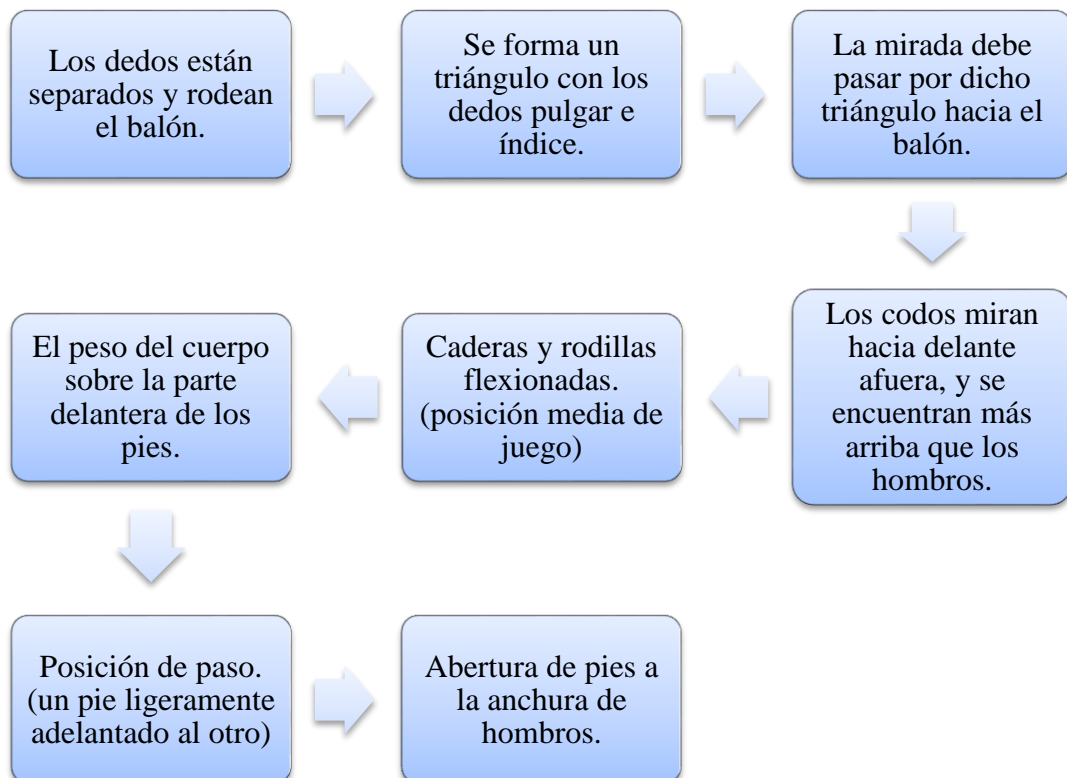 Los dedos están
separados y rodean
el balón.
Se forma un
triángulo con los
dedos pulgar e
índice.
La mirada debe
pasar por dicho
triángulo hacia el
balón.
Los codos miran
hacia delante
afuera, y se
encuentran más
arriba que los
hombros.
Caderas y rodillas
flexionadas.
(posición media de
juego)
El peso del cuerpo
sobre la parte
delantera de los
pies.
Posición de paso.
(un pie ligeramente
adelantado al otro)
Abertura de pies a
la anchura de
hombros.